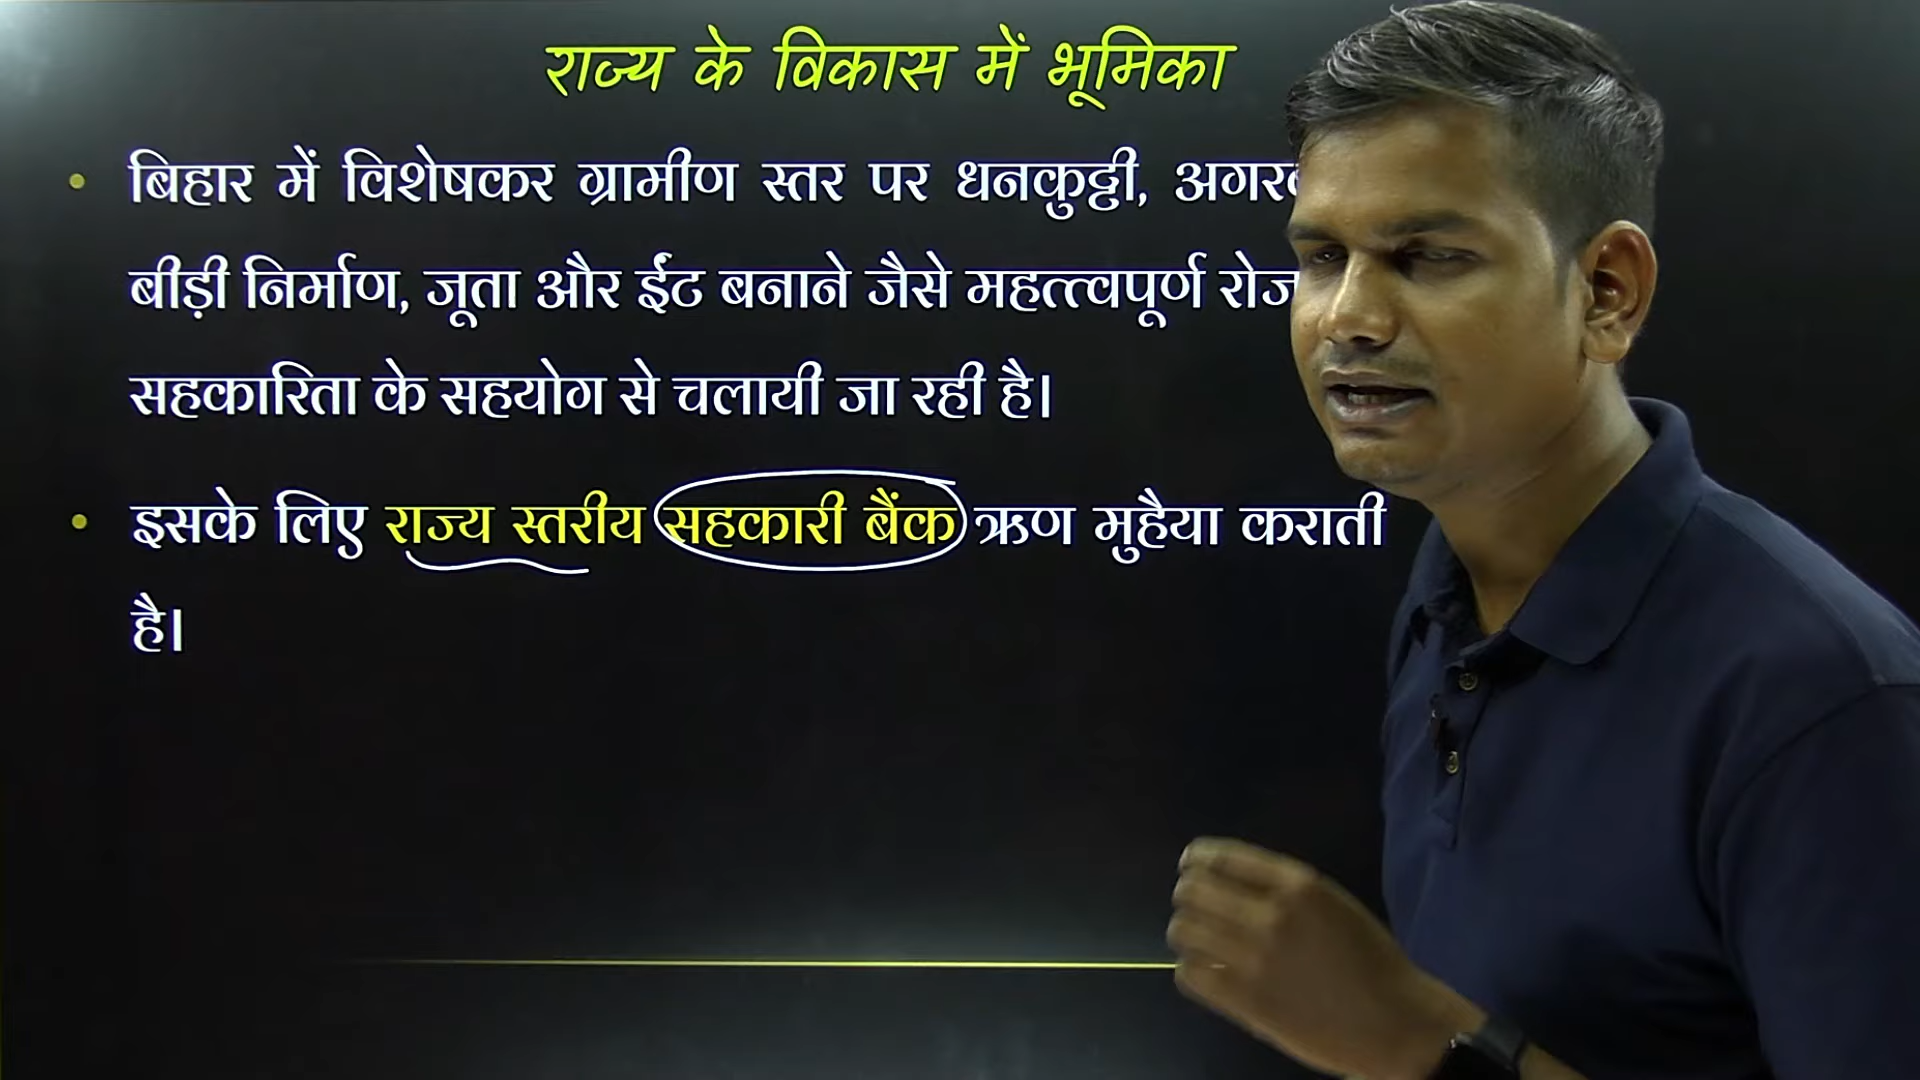 राज्य के विकास में भूमिका
• बिहार में विशेषकर ग्रामीण स्तर पर धनकुट्टी,
बीड़ी निर्माण, जूता और ईंट बनाने जैसे महत्त्वपूर्ण
सहकारिता के सहयोग से चलायी जा रही है।
• इसके लिए राज्य स्तरीय सहकारी बैंक ऋण मुहैया कराती
है।